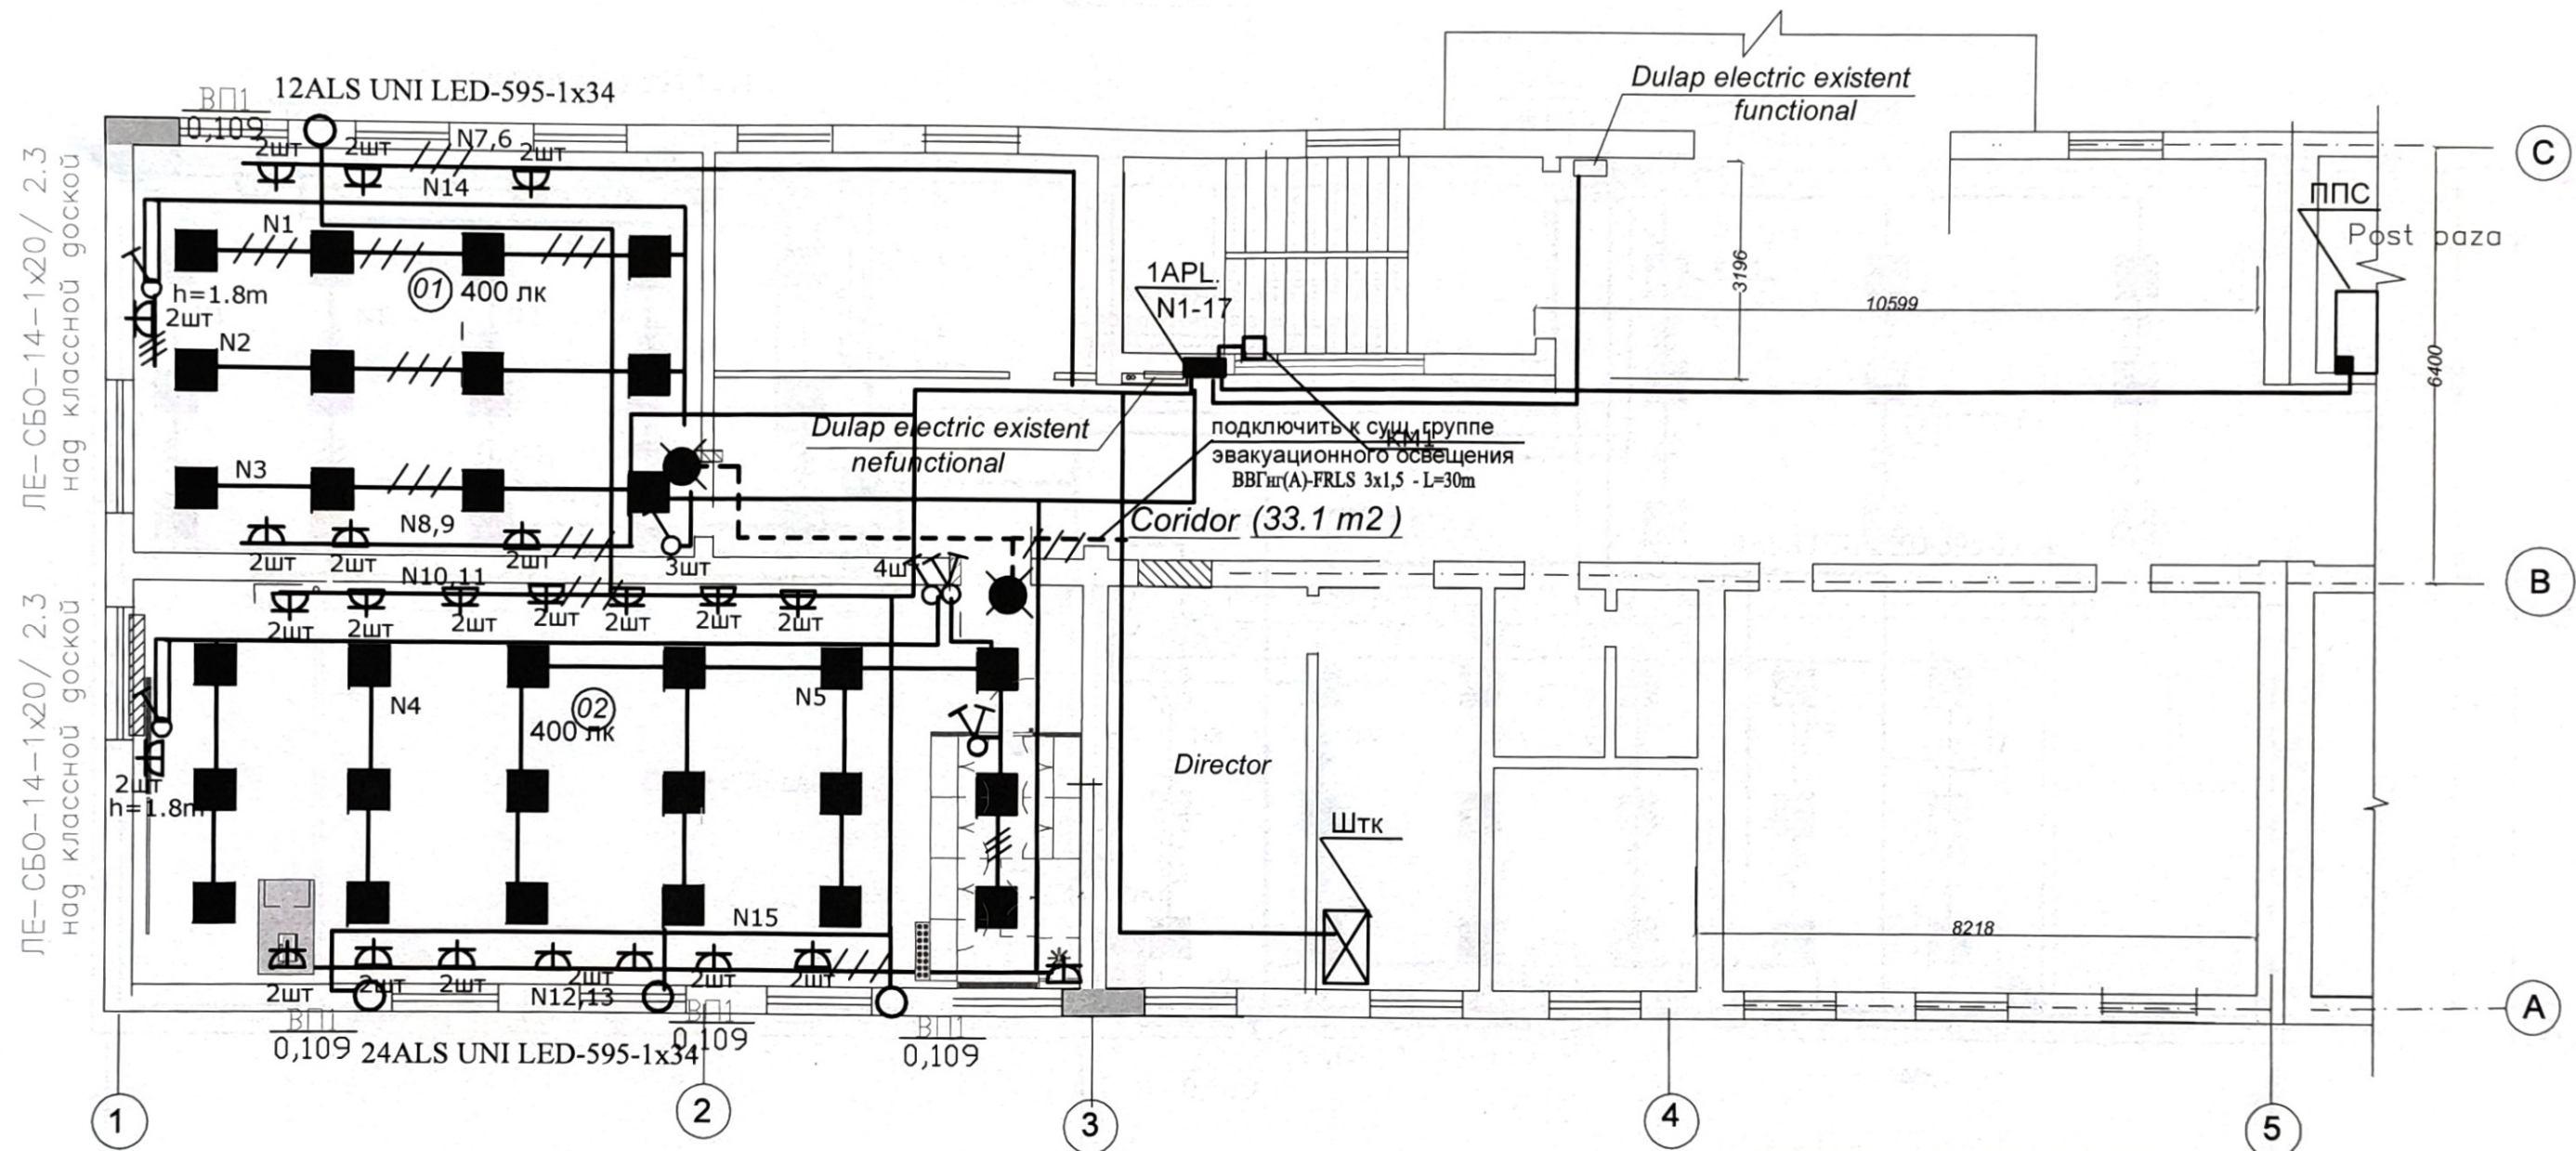 12ALS UNI LED-595-1x34
ВП1
0,109
2шт
2шт
N7,6
2шт
N14
ЛЕ-СБО-14-1x20/ 2.3
над классной доской
N1
01
400 лк
h=1.8m
2шт
N2
N3
N8,9
2шт
2шт
2шт
3шт
Dulap electric existent
functional
C
ППС
Post paza
1APL.
N1-17
3196
10599
6400
Dulap electric existent
nefunctional
подключить к сущ. группе
KM1
эвакуационного освещения
ВВГнг(А)-FRLS 3x1,5 - L=30m
Coridor (33.1 m2 )
B
N10,11
2шт
2шт
2шт
2шт
2шт
2шт
2шт
ЛЕ-СБО-14-1x20/ 2.3
над классной доской
N4
02
400 лк
N5
2шт
h=1.8m
N15
2шт
2шт
2шт
2шт
2шт
2шт
N12,13
ВП1
0,109
24ALS UNI LED-595-1x34
ВП1
0,109
ВП1
0,109
Director
Штк
8218
A
1
2
3
4
5